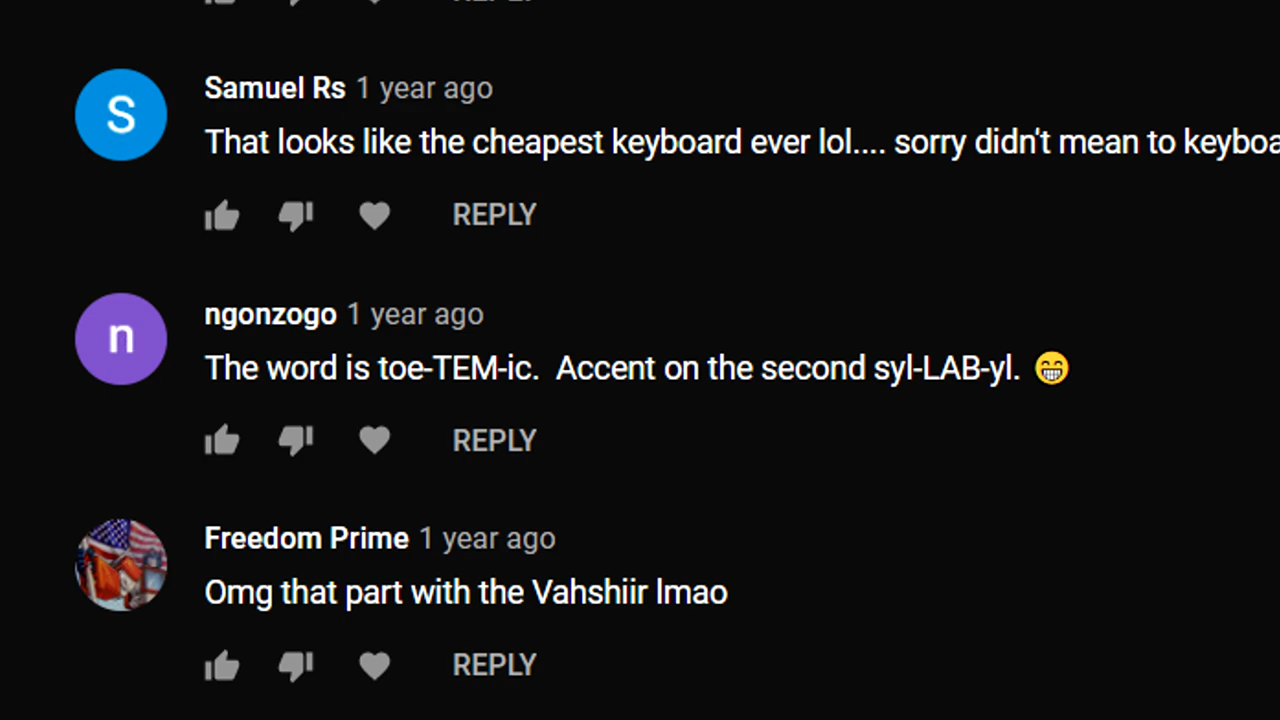 S
Samuel Rs 1 year ago
That looks like the cheapest keyboard ever lol.... sorry didn't mean to
REPLY
n
ngonzogo 1 year ago
The word is toe-TEM-ic.  Accent on the second syl-LAB-yl. 😁
REPLY
Freedom Prime 1 year ago
Omg that part with the Vahshiir lmao
REPLY